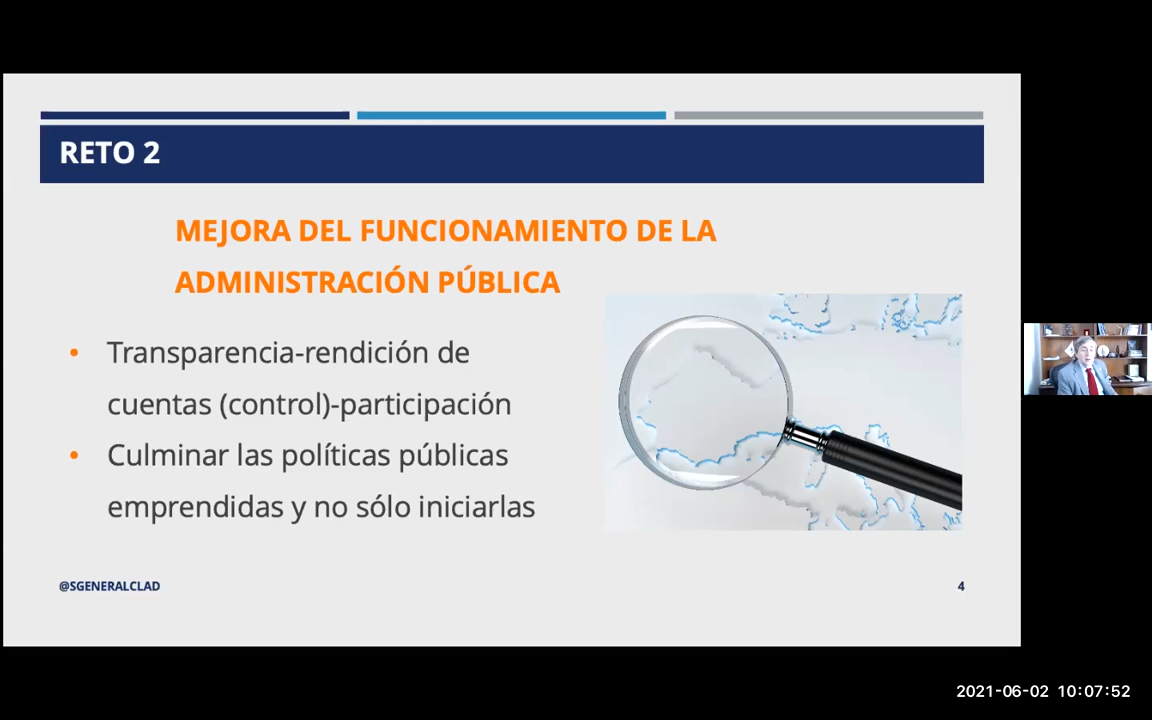 RETO 2
MEJORA DEL FUNCIONAMIENTO DE LA
ADMINISTRACIÓN PÚBLICA
• Transparencia-rendición de
cuentas (control)-participación
• Culminar las políticas públicas
emprendidas y no sólo iniciarlas
@SGENERALCLAD
4
2021-06-02 10:07:52